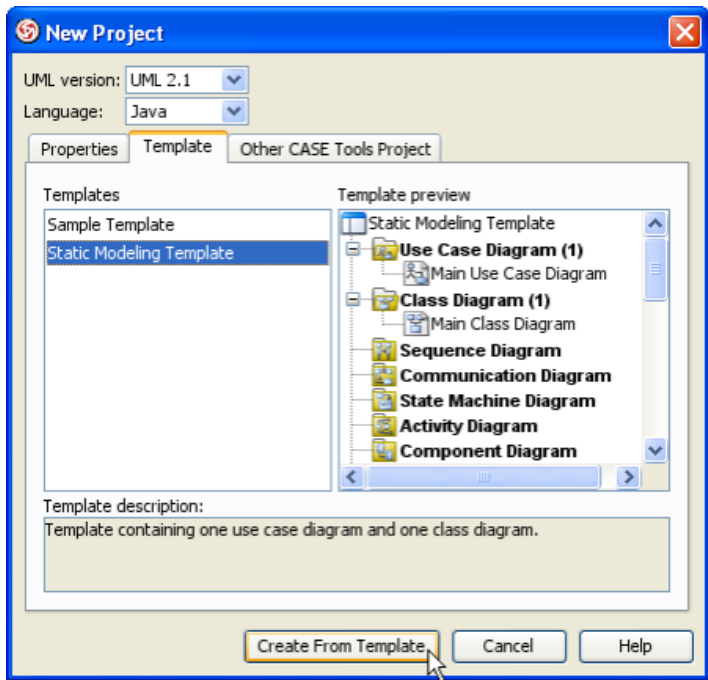 New Project
UML version: UML 2.1
Language: Java
Properties Template Other CASE Tools Project
Templates
Sample Template
Static Modeling Template
Template preview
Static Modeling Template
Use Case Diagram (1)
Main Use Case Diagram
Class Diagram (1)
Main Class Diagram
Sequence Diagram
Communication Diagram
State Machine Diagram
Activity Diagram
Component Diagram
Template description:
Template containing one use case diagram and one class diagram.
Create From Template Cancel Help